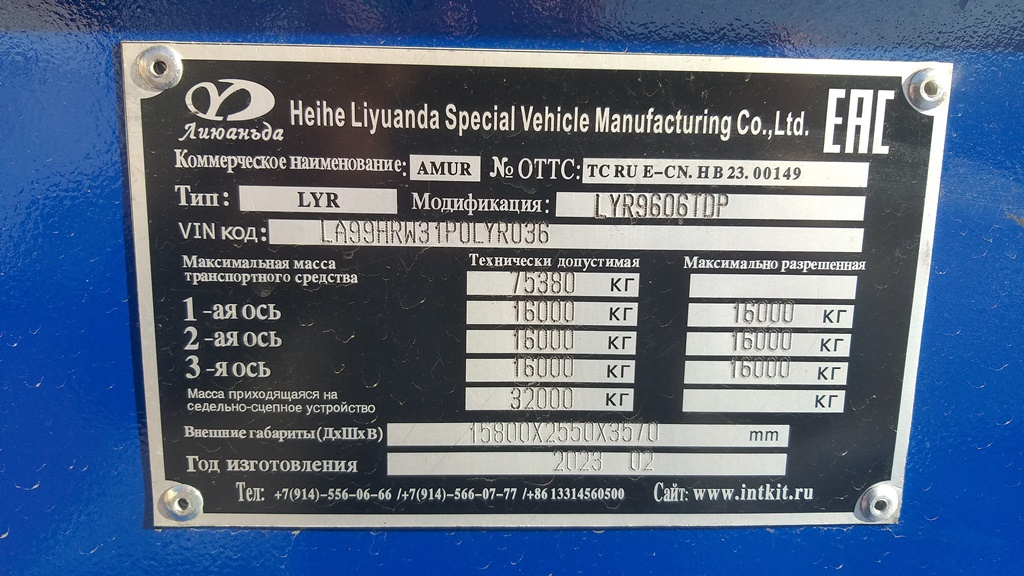 Лиюаньда
Heihe Liyuanda Special Vehicle Manufacturing Co.,Ltd.
EAC
Коммерческое наименование: AMUR № ОТТС: TC RU E-CN. HB 23. 00149
Тип: LYR Модификация: LYR9606TDP
VIN код: LA99HRW31P0LYR036
Максимальная масса транспортного средства Технически допустимая Максимально разрешенная
75380 кг
1-ая ось 16000 кг 16000 кг
2-ая ось 16000 кг 16000 кг
3-я ось 16000 кг 16000 кг
Масса приходящаяся на
седельно-сцепное устройство 32000 кг кг
Внешние габариты (ДхШхВ) 15800X2550X3570 mm
Год изготовления 2023 02
Тел: +7(914)-556-06-66 /+7(914)-566-07-77 /+86 13314560500 Сайт: www.intkit.ru